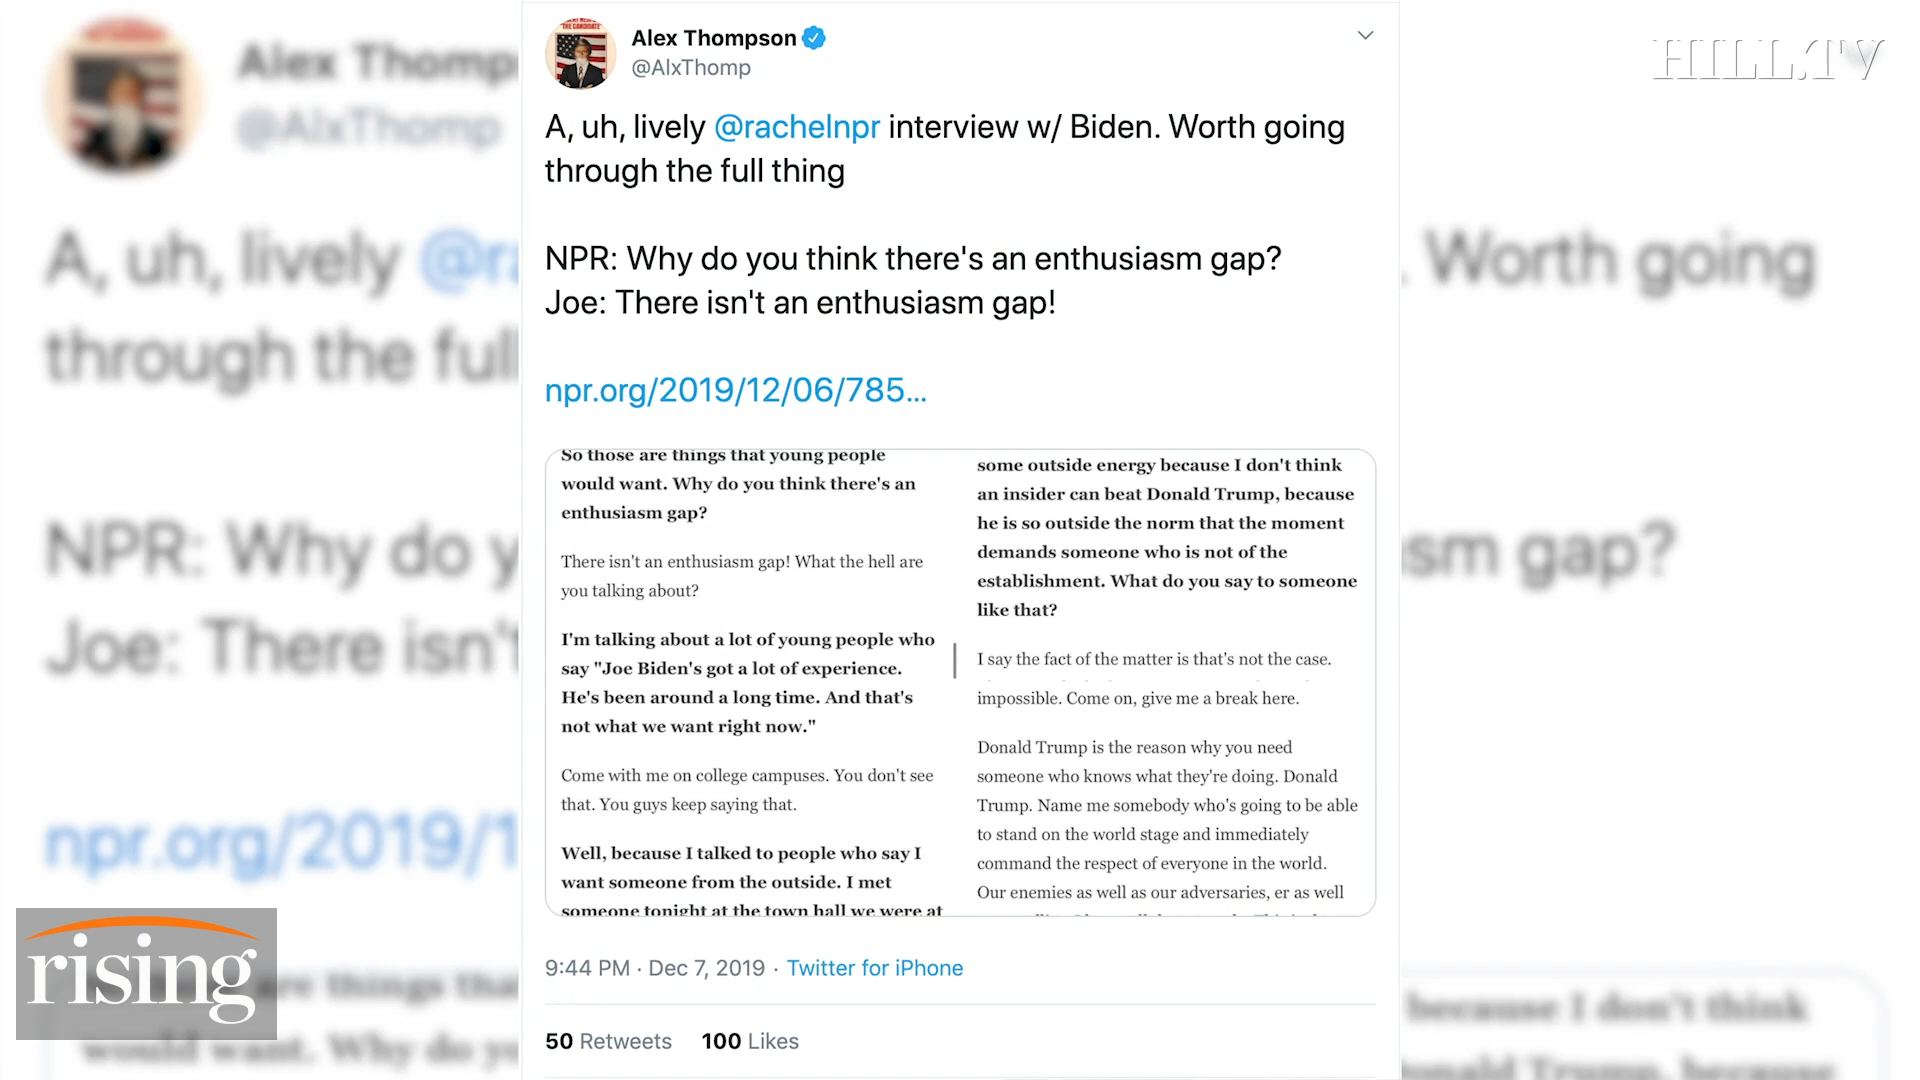 HILL.TV
Alex Thompson
@AlxThomp
A, uh, lively @rachelnpr interview w/ Biden. Worth going
through the full thing
NPR: Why do you think there's an enthusiasm gap?
Joe: There isn't an enthusiasm gap!
npr.org/2019/12/06/785…
So those are things that young people
would want. Why do you think there's an
enthusiasm gap?
There isn't an enthusiasm gap! What the hell are
you talking about?
I'm talking about a lot of young people who
say "Joe Biden's got a lot of experience.
He's been around a long time. And that's
not what we want right now."
Come with me on college campuses. You don't see
that. You guys keep saying that.
Well, because I talked to people who say I
want someone from the outside. I met
someone tonight at the town hall we were at
some outside energy because I don't think
an insider can beat Donald Trump, because
he is so outside the norm that the moment
demands someone who is not of the
establishment. What do you say to someone
like that?
I say the fact of the matter is that's not the case.
impossible. Come on, give me a break here.
Donald Trump is the reason why you need
someone who knows what they're doing. Donald
Trump. Name me somebody who's going to be able
to stand on the world stage and immediately
command the respect of everyone in the world.
Our enemies as well as our adversaries, er as well
9:44 PM · Dec 7, 2019 · Twitter for iPhone
50 Retweets 100 Likes
rising